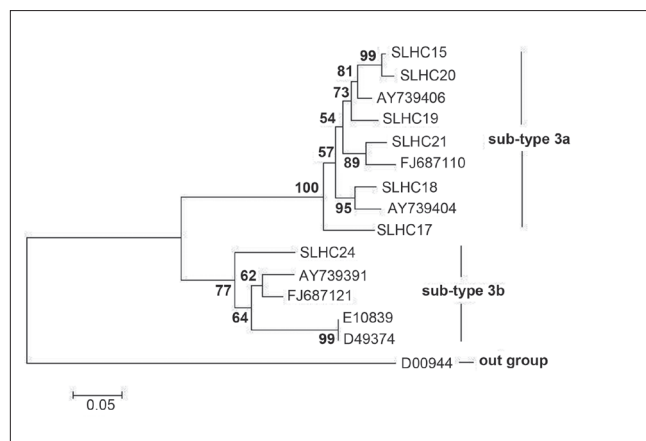 99 SLHC15
81 SLHC20
73 AY739406
54 SLHC19
57 SLHC21 sub-type 3a
89 FJ687110
100 SLHC18
95 AY739404
SLHC17
SLHC24
62 AY739391
77 FJ687121 sub-type 3b
64 E10839
99 D49374
D00944 out group
0.05